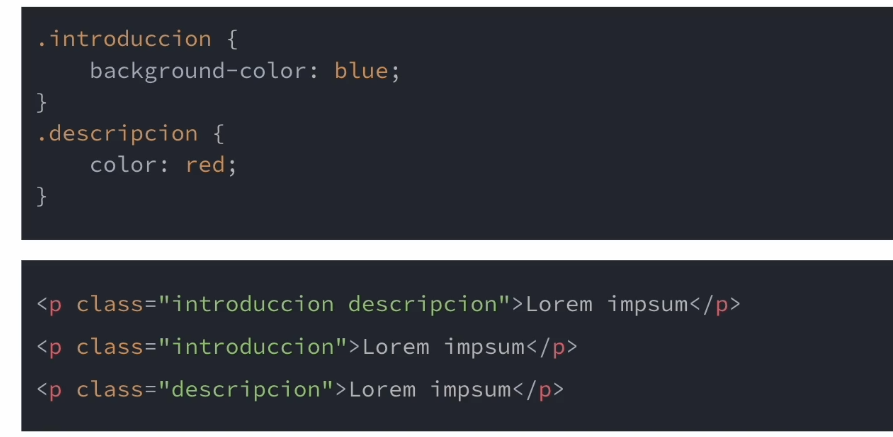 .introduccion {
    background-color: blue;
}
.descripcion {
    color: red;
}
<p class="introduccion descripcion">Lorem impsum</p>
<p class="introduccion">Lorem impsum</p>
<p class="descripcion">Lorem impsum</p>